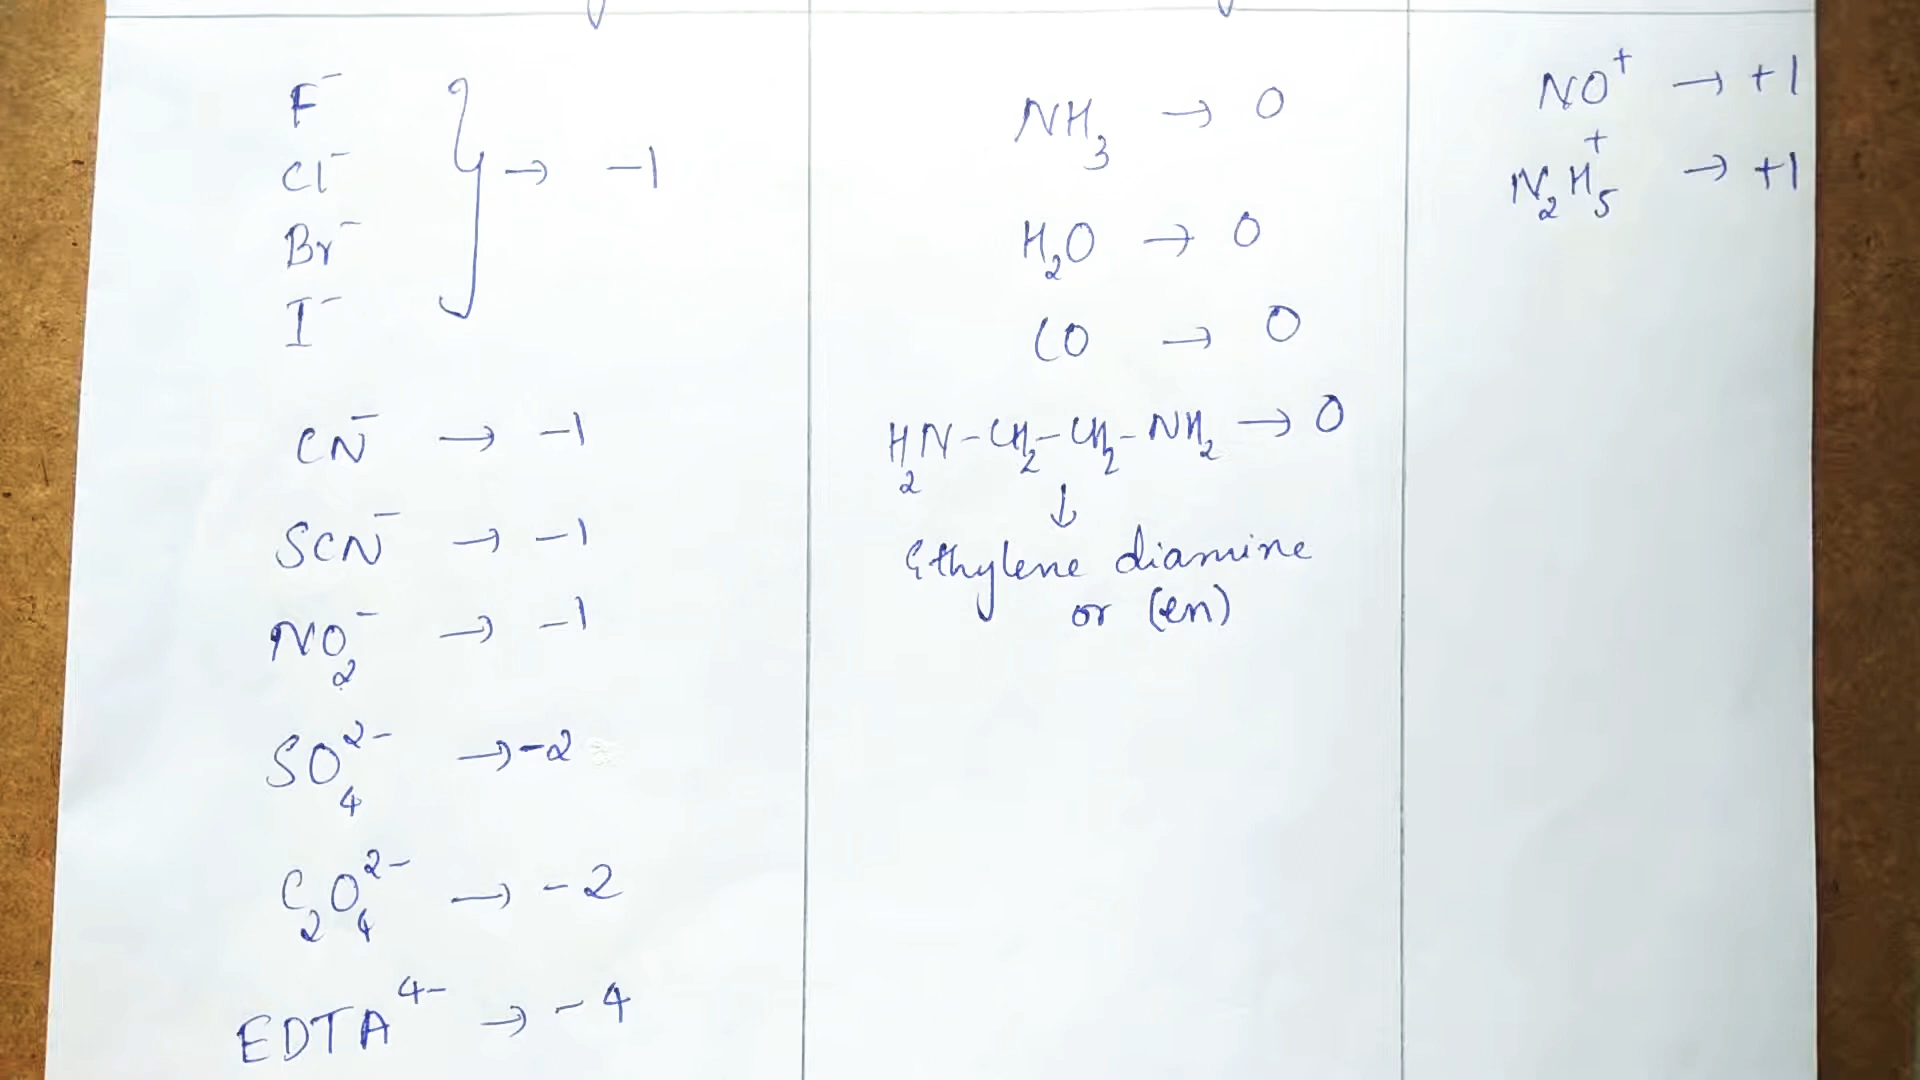 F⁻
Cl⁻
Br⁻
I⁻
} → -1
CN⁻ → -1
SCN⁻ → -1
NO₂⁻ → -1
SO₄²⁻ → -2
C₂O₄²⁻ → -2
EDTA⁴⁻ → -4
NH₃ → 0
H₂O → 0
CO → 0
H₂N-CH₂-CH₂-NH₂ → 0
↓
Ethylene diamine
or (en)
NO⁺ → +1
N₂H₅⁺ → +1